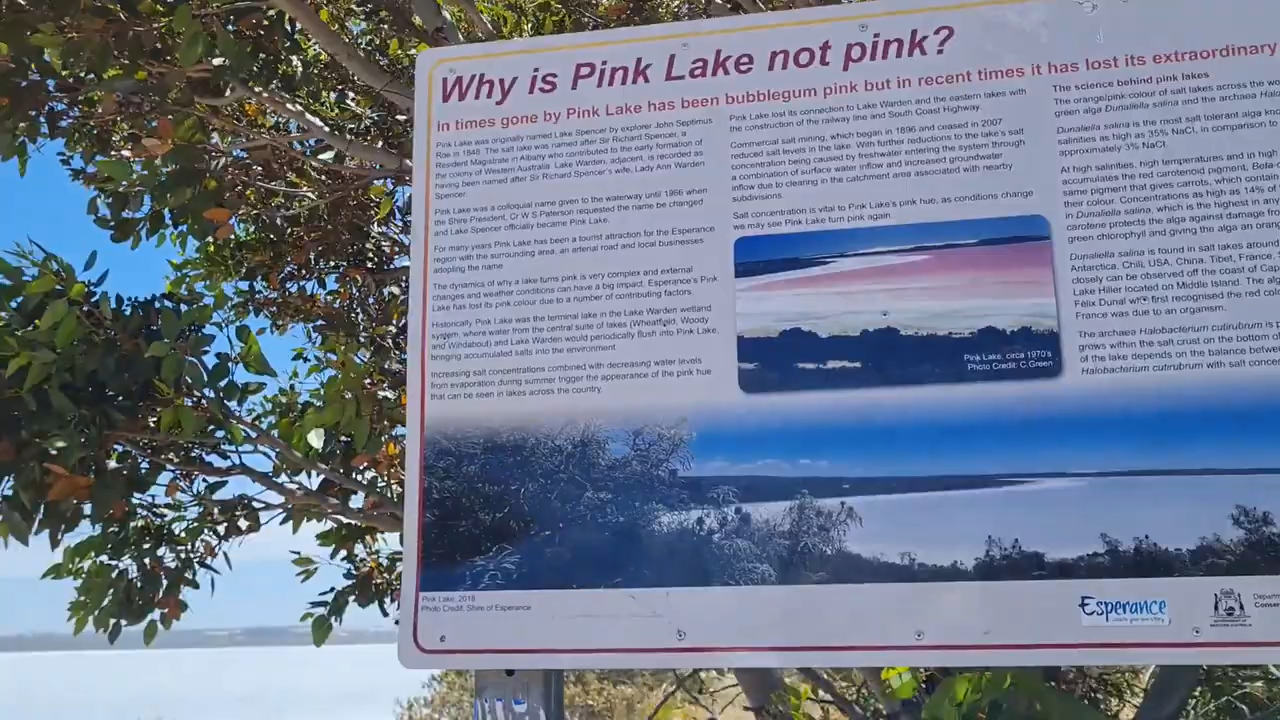 Why is Pink Lake not pink?
In times gone by Pink Lake has been bubblegum pink but in recent times it has lost its extraordinary
Pink Lake was originally named Lake Spencer by explorer John Septimus
Roe in 1848. The salt lake was named after Sir Richard Spencer, a
Resident Magistrate in Albany who contributed to the early formation of
the colony of Western Australia. Lake Warden, adjacent, is recorded as
having been named after Sir Richard Spencer's wife, Lady Ann Warden
Spencer.
Pink Lake was a colloquial name given to the waterway until 1966 when
the Shire President, Cr W S Paterson requested the name be changed
and Lake Spencer officially became Pink Lake.
For many years Pink Lake has been a tourist attraction for the Esperance
region with the surrounding area, an arterial road and local businesses
adopting the name.
The dynamics of why a lake turns pink is very complex and external
changes and weather conditions can have a big impact. Esperance's Pink
Lake has lost its pink colour due to a number of contributing factors.
Historically Pink Lake was the terminal lake in the Lake Warden wetland
system, where water from the central suite of lakes (Wheatfield, Woody
and Windabout) and Lake Warden would periodically flush into Pink Lake,
bringing accumulated salts into the environment.
Increasing salt concentrations combined with decreasing water levels
from evaporation during summer trigger the appearance of the pink hue
that can be seen in lakes across the country.
Pink Lake lost its connection to Lake Warden and the eastern lakes with
the construction of the railway line and South Coast Highway.
Commercial salt mining, which began in 1896 and ceased in 2007
reduced salt levels in the lake. With further reductions to the lake's salt
concentration being caused by freshwater entering the system through
a combination of surface water inflow and increased groundwater
inflow due to clearing in the catchment area associated with nearby
subdivisions.
Salt concentration is vital to Pink Lake's pink hue, as conditions change
we may see Pink Lake turn pink again.
Pink Lake, circa 1970's
Photo Credit: C.Green
The science behind pink lakes
The orange/pink colour of salt lakes across the
green alga Dunaliella salina and the archaea
Dunaliella salina, is the most salt tolerant alga
salinities as high as 35% NaCl, in comparison to
approximately 3% NaCl.
At high salinities, high temperatures and in high
accumulates the red carotenoid pigment,
same pigment that gives carrots, which contain
their colour. Concentrations as high as 14% of
in Dunaliella salina, which is the highest in any
carotene protects the alga against damage from
green chlorophyll and giving the alga an
Dunaliella salina is found in salt lakes around
Antarctica, Chili, USA, China, Tibet, France,
closely can be observed off the coast of
Lake Hillier located on Middle Island. The
Felix Dunal who first recognised the red
France was due to an organism.
The archaea Halobacterium cutirubrum is
grows within the salt crust on the bottom
of the lake depends on the balance
Halobacterium cutirubrum with salt
Pink Lake, 2018
Photo Credit: Shire of Esperance
Esperance
GOVERNMENT OF
WESTERN AUSTRALIA